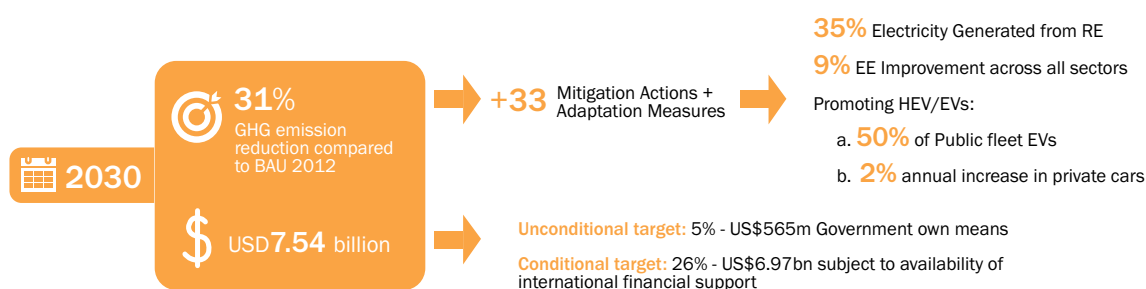 2030
31%
GHG emission
reduction compared
to BAU 2012
USD7.54 billion
+33 Mitigation Actions +
Adaptation Measures
35% Electricity Generated from RE
9% EE Improvement across all sectors
Promoting HEV/EVs:
a. 50% of Public fleet EVs
b. 2% annual increase in private cars
Unconditional target: 5% - US$565m Government own means
Conditional target: 26% - US$6.97bn subject to availability of
international financial support